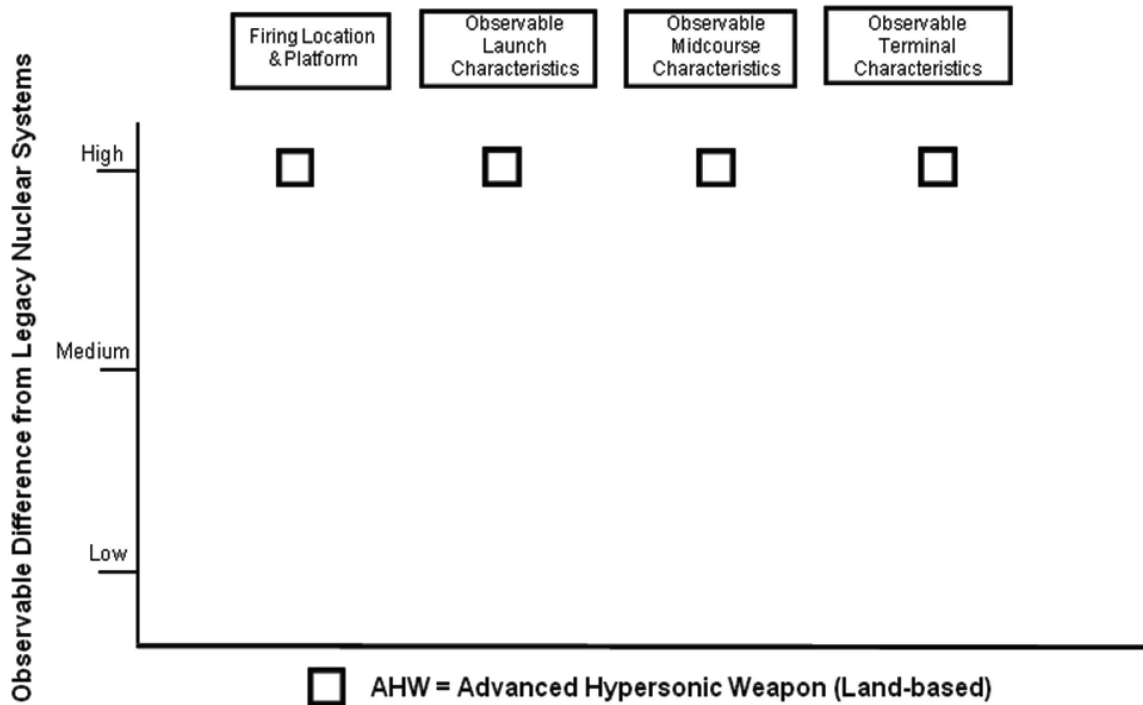 Firing Location
& Platform
Observable
Launch
Characteristics
Observable
Midcourse
Characteristics
Observable
Terminal
Characteristics
Observable Difference from Legacy Nuclear Systems
High
Medium
Low
AHW = Advanced Hypersonic Weapon (Land-based)